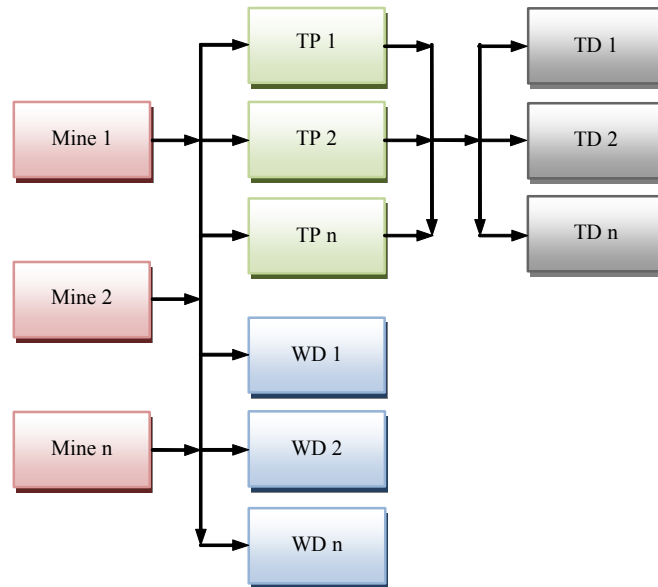 Mine 1
Mine 2
Mine n
TP 1
TP 2
TP n
WD 1
WD 2
WD n
TD 1
TD 2
TD n